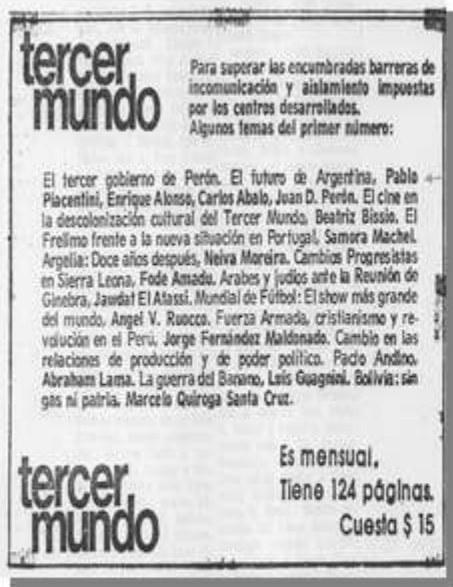 tercer
mundo
Para superar las encumbradas barreras de
incomunicación y aislamiento impuestas
por los centros desarrollados.
Algunos temas del primer número:
El tercer gobierno de Perón. El futuro de Argentina, Pablo
Piacentini, Enrique Alonso, Carlos Abalo, Juan D. Perón. El cine en
la descolonización cultural del Tercer Mundo, Beatriz Bissio. El
Frelimo frente a la nueva situación en Portugal, Samora Machel.
Argelia: Doce años después, Neiva Moreira. Cambios Progresistas
en Sierra Leona, Fode Amadu. Arabes y judíos ante la Reunión de
Ginebra, Jawdat El Atassi. Mundial de Fútbol: El show más grande
del mundo, Angel V. Ruocco. Fuerza Armada, cristianismo y re-
volución en el Perú, Jorge Fernández Maldonado. Cambio en las
relaciones de producción y de poder político. Pacto Andino,
Abraham Lama. La guerra del Banano, Luis Guagnini. Bolivia: sin
gas ni patria, Marcelo Quiroga Santa Cruz.
tercer
mundo
Es mensual.
Tiene 124 páginas.
Cuesta $ 15